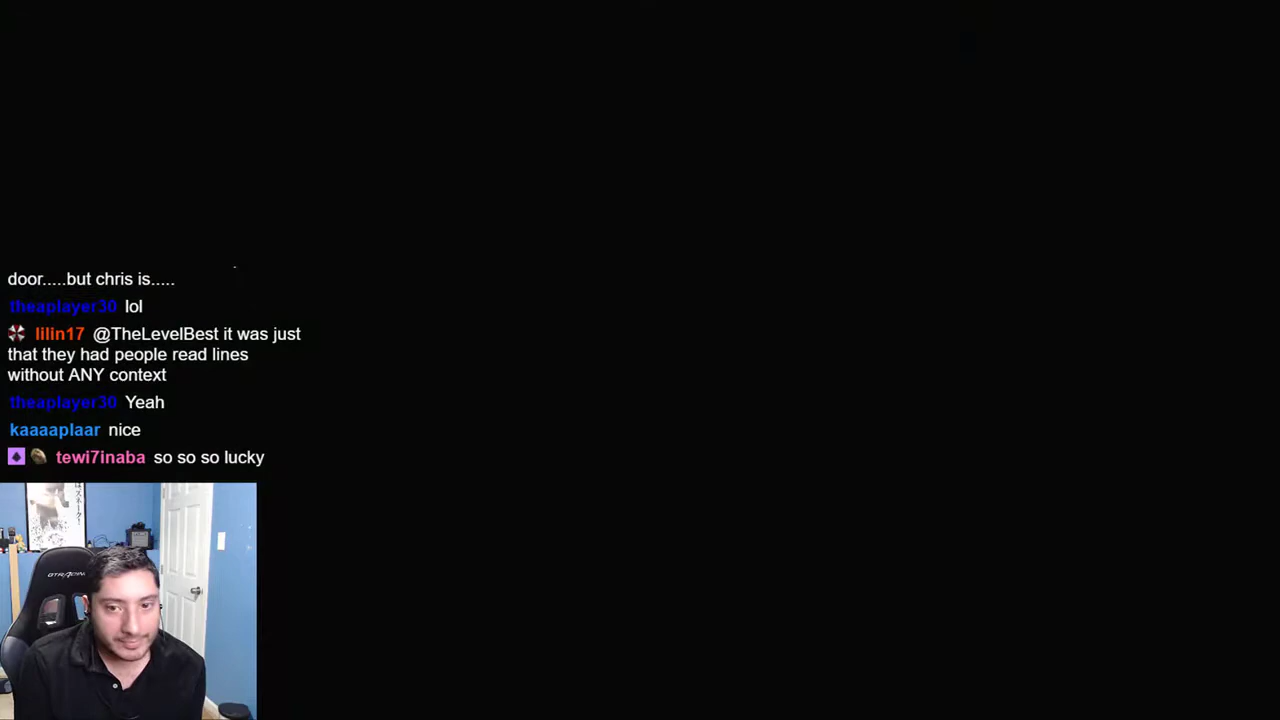 door.....but chris is.....
theaplayer30 lol
lilin17 @TheLevelBest it was just
that they had people read lines
without ANY context
theaplayer30 Yeah
kaaaaplaar nice
tewi7inaba so so so lucky